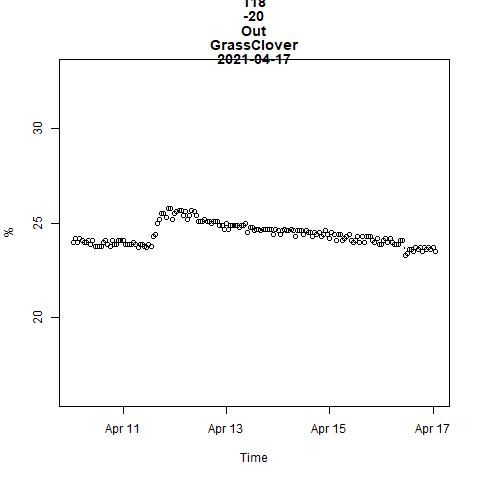 T18
-20
Out
GrassClover
2021-04-17
30
25
20
%
Apr 11
Apr 13
Apr 15
Apr 17
Time